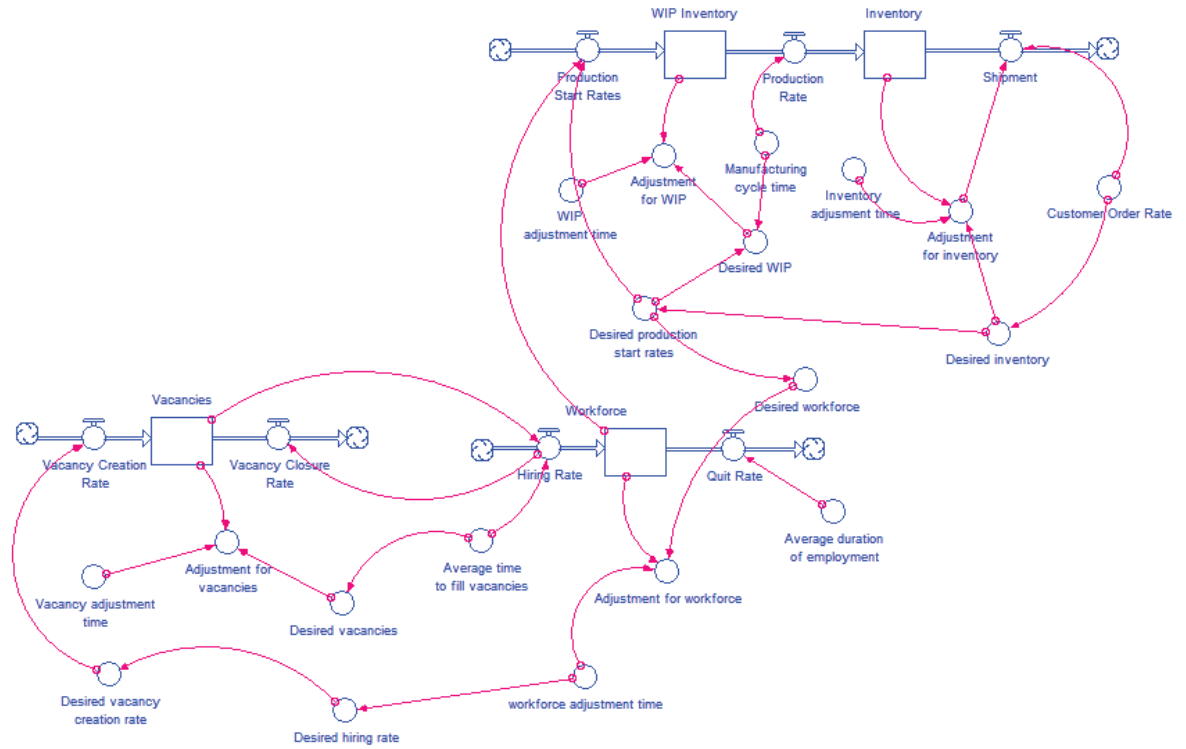 WIP Inventory
Inventory
Production
Start Rates
Production
Rate
Shipment
Manufacturing
cycle time
Adjustment
for WIP
WIP
adjustment time
Inventory
adjusment time
Customer Order Rate
Adjustment
for inventory
Desired WIP
Desired production
start rates
Desired inventory
Desired workforce
Vacancies
Workforce
Vacancy Creation
Rate
Vacancy Closure
Rate
Hiring Rate
Quit Rate
Average duration
of employment
Adjustment for
vacancies
Average time
to fill vacancies
Adjustment for workforce
Vacancy adjustment
time
Desired vacancies
Desired vacancy
creation rate
workforce adjustment time
Desired hiring rate